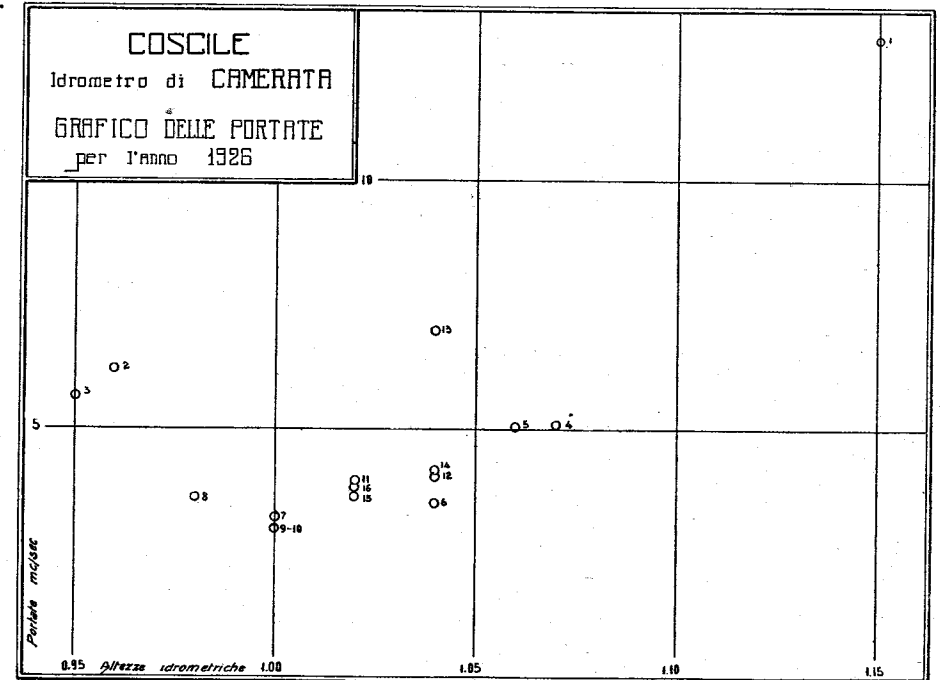 COSCILE
Idrometro di CAMERATA
GRAFICO DELLE PORTATE
per l'anno 1926
1
10
13
2
3
5
5
4
14
12
11
16
15
8
6
7
9-10
Portate mc/sec
0.95 Altezze idrometriche 1.00 1.05 1.10 1.15